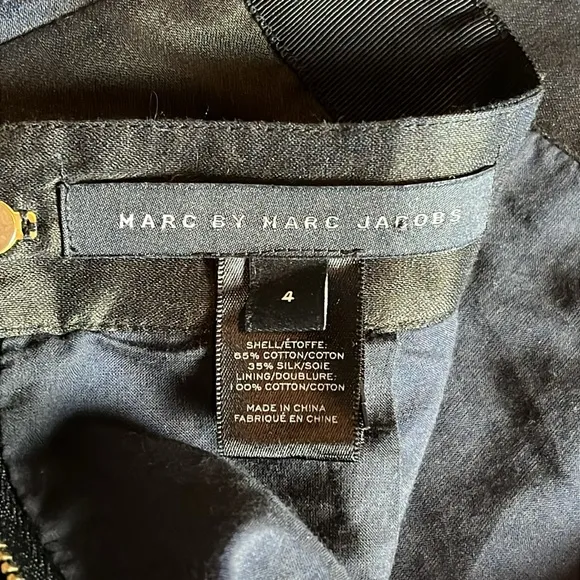 MARC BY MARC JACOBS
4
SHELL/ÉTOFFE:
65% COTTON/COTON
35% SILK/SOIE
LINING/DOUBLURE:
100% COTTON/COTON
MADE IN CHINA
FABRIQUÉ EN CHINE